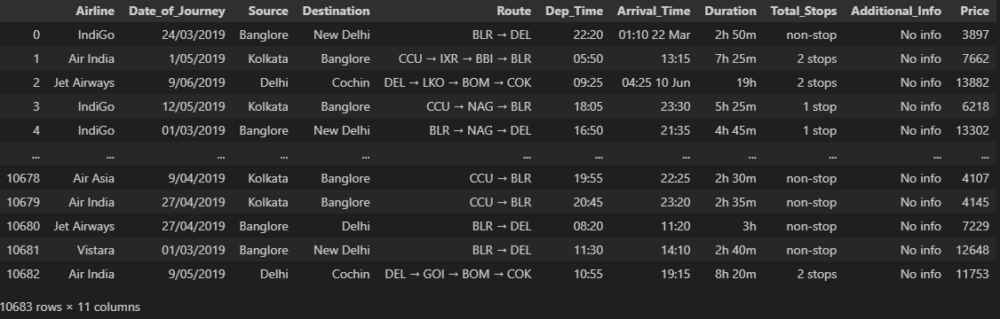 Airline Date_of_Journey Source Destination Route Dep_Time Arrival_Time Duration Total_Stops Additional_Info Price
0 IndiGo 24/03/2019 Banglore New Delhi BLR → DEL 22:20 01:10 22 Mar 2h 50m non-stop No info 3897
1 Air India 1/05/2019 Kolkata Banglore CCU → IXR → BBI → BLR 05:50 13:15 7h 25m 2 stops No info 7662
2 Jet Airways 9/06/2019 Delhi Cochin DEL → LKO → BOM → COK 09:25 04:25 10 Jun 19h 2 stops No info 13882
3 IndiGo 12/05/2019 Kolkata Banglore CCU → NAG → BLR 18:05 23:30 5h 25m 1 stop No info 6218
4 IndiGo 01/03/2019 Banglore New Delhi BLR → NAG → DEL 16:50 21:35 4h 45m 1 stop No info 13302
... ... ... ... ... ... ... ... ... ... ... ...
10678 Air Asia 9/04/2019 Kolkata Banglore CCU → BLR 19:55 22:25 2h 30m non-stop No info 4107
10679 Air India 27/04/2019 Kolkata Banglore CCU → BLR 20:45 23:20 2h 35m non-stop No info 4145
10680 Jet Airways 27/04/2019 Banglore Delhi BLR → DEL 08:20 11:20 3h non-stop No info 7229
10681 Vistara 01/03/2019 Banglore New Delhi BLR → DEL 11:30 14:10 2h 40m non-stop No info 12648
10682 Air India 9/05/2019 Delhi Cochin DEL → GOI → BOM → COK 10:55 19:15 8h 20m 2 stops No info 11753
10683 rows × 11 columns